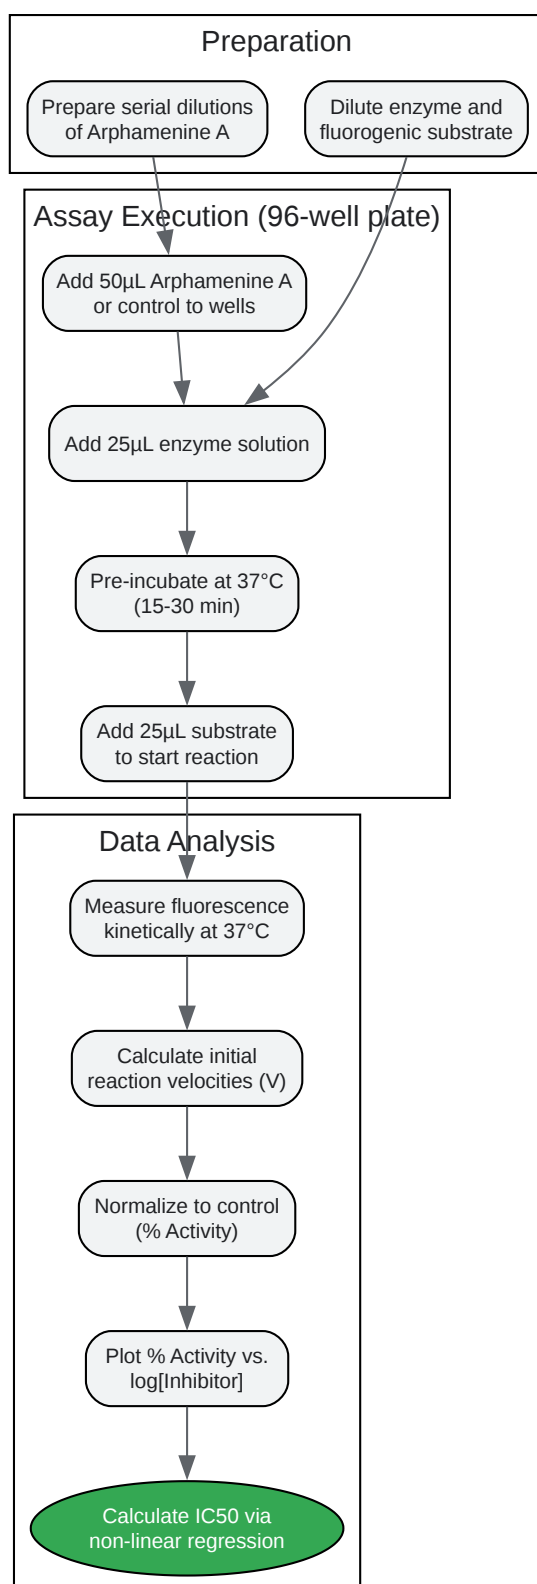 Preparation
Prepare serial dilutions
of Arphamenine A
Dilute enzyme and
fluorogenic substrate
Assay Execution (96-well plate)
Add 50µL Arphamenine A
or control to wells
Add 25µL enzyme solution
Pre-incubate at 37°C
(15-30 min)
Add 25µL substrate
to start reaction
Data Analysis
Measure fluorescence
kinetically at 37°C
Calculate initial
reaction velocities (V)
Normalize to control
(% Activity)
Plot % Activity vs.
log[Inhibitor]
Calculate IC50 via
non-linear regression